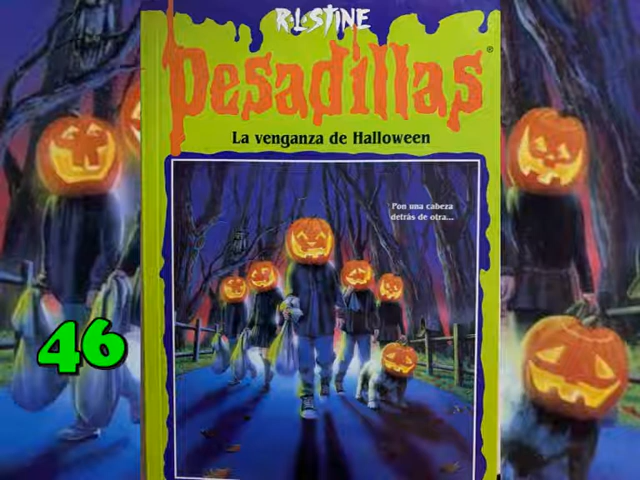 R.L.STINE
Pesadillas®
La venganza de Halloween
Pon una cabeza
detrás de otra...
46